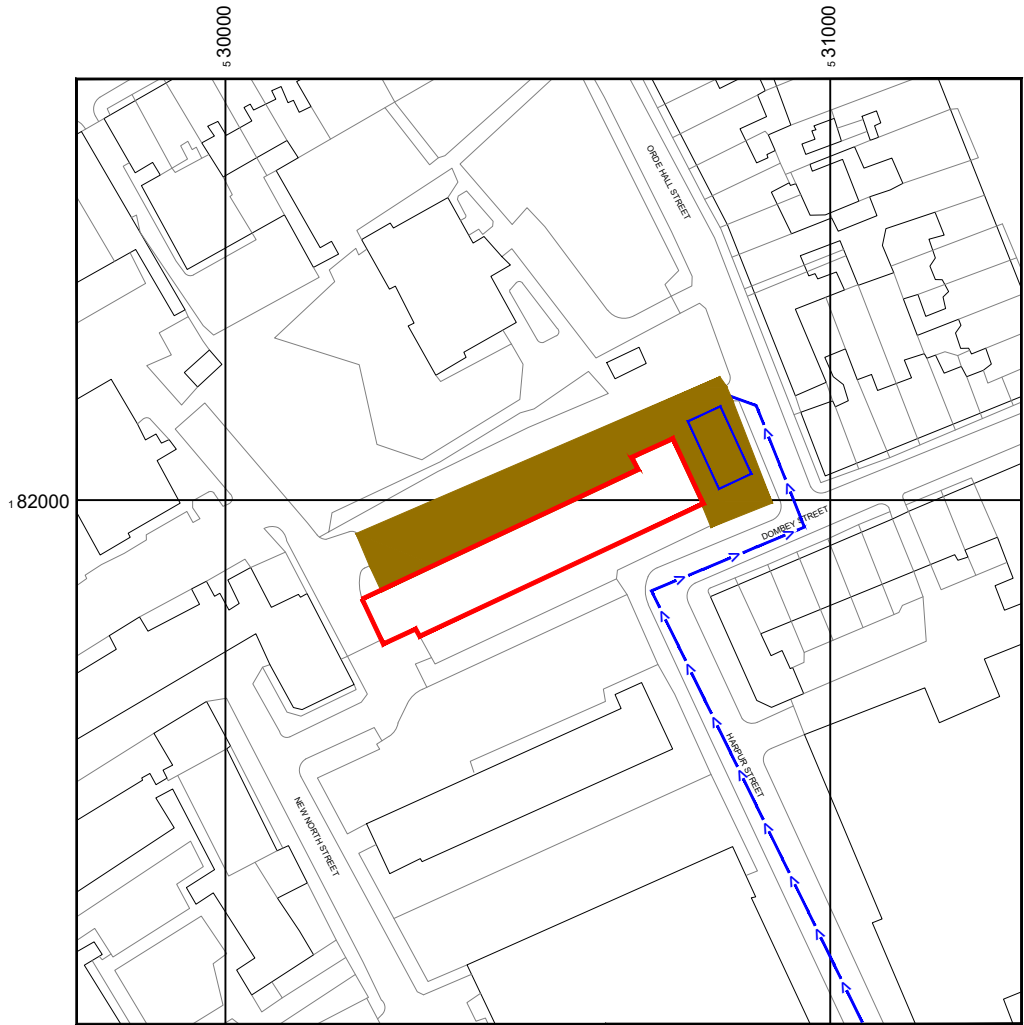 530000
531000
ORDE HALL STREET
182000
DOMBEY STREET
HARPUR STREET
NEW NORTH STREET